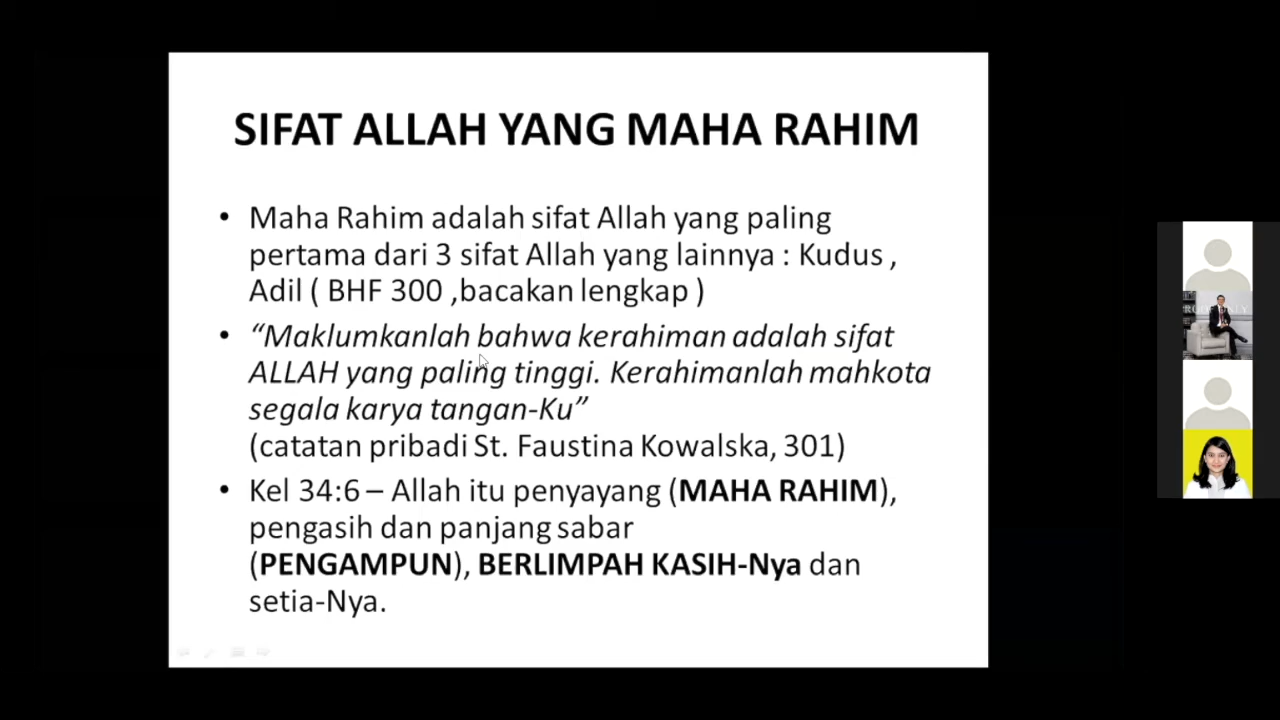 SIFAT ALLAH YANG MAHA RAHIM
• Maha Rahim adalah sifat Allah yang paling
pertama dari 3 sifat Allah yang lainnya : Kudus ,
Adil ( BHF 300 ,bacakan lengkap )
• “Maklumkanlah bahwa kerahiman adalah sifat
ALLAH yang paling tinggi. Kerahimanlah mahkota
segala karya tangan-Ku”
(catatan pribadi St. Faustina Kowalska, 301)
• Kel 34:6 – Allah itu penyayang (MAHA RAHIM),
pengasih dan panjang sabar
(PENGAMPUN), BERLIMPAH KASIH-Nya dan
setia-Nya.